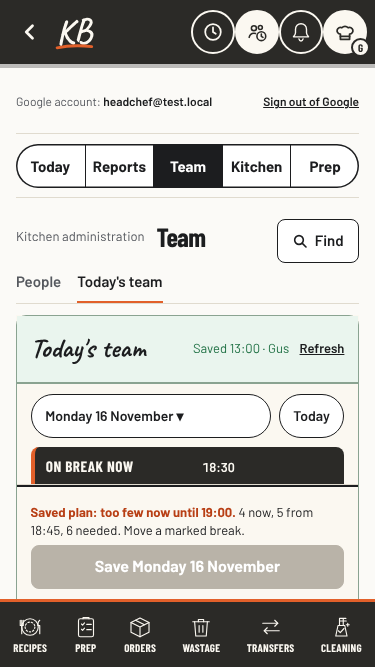 KB
G
Google account: headchef@test.local Sign out of Google
Today Reports Team Kitchen Prep
Kitchen administration Team Find
People Today's team
Today's team Saved 13:00 · Gus Refresh
Monday 16 November ▾ Today
ON BREAK NOW 18:30
Saved plan: too few now until 19:00. 4 now, 5 from
18:45, 6 needed. Move a marked break.
Save Monday 16 November
RECIPES PREP ORDERS WASTAGE TRANSFERS CLEANING